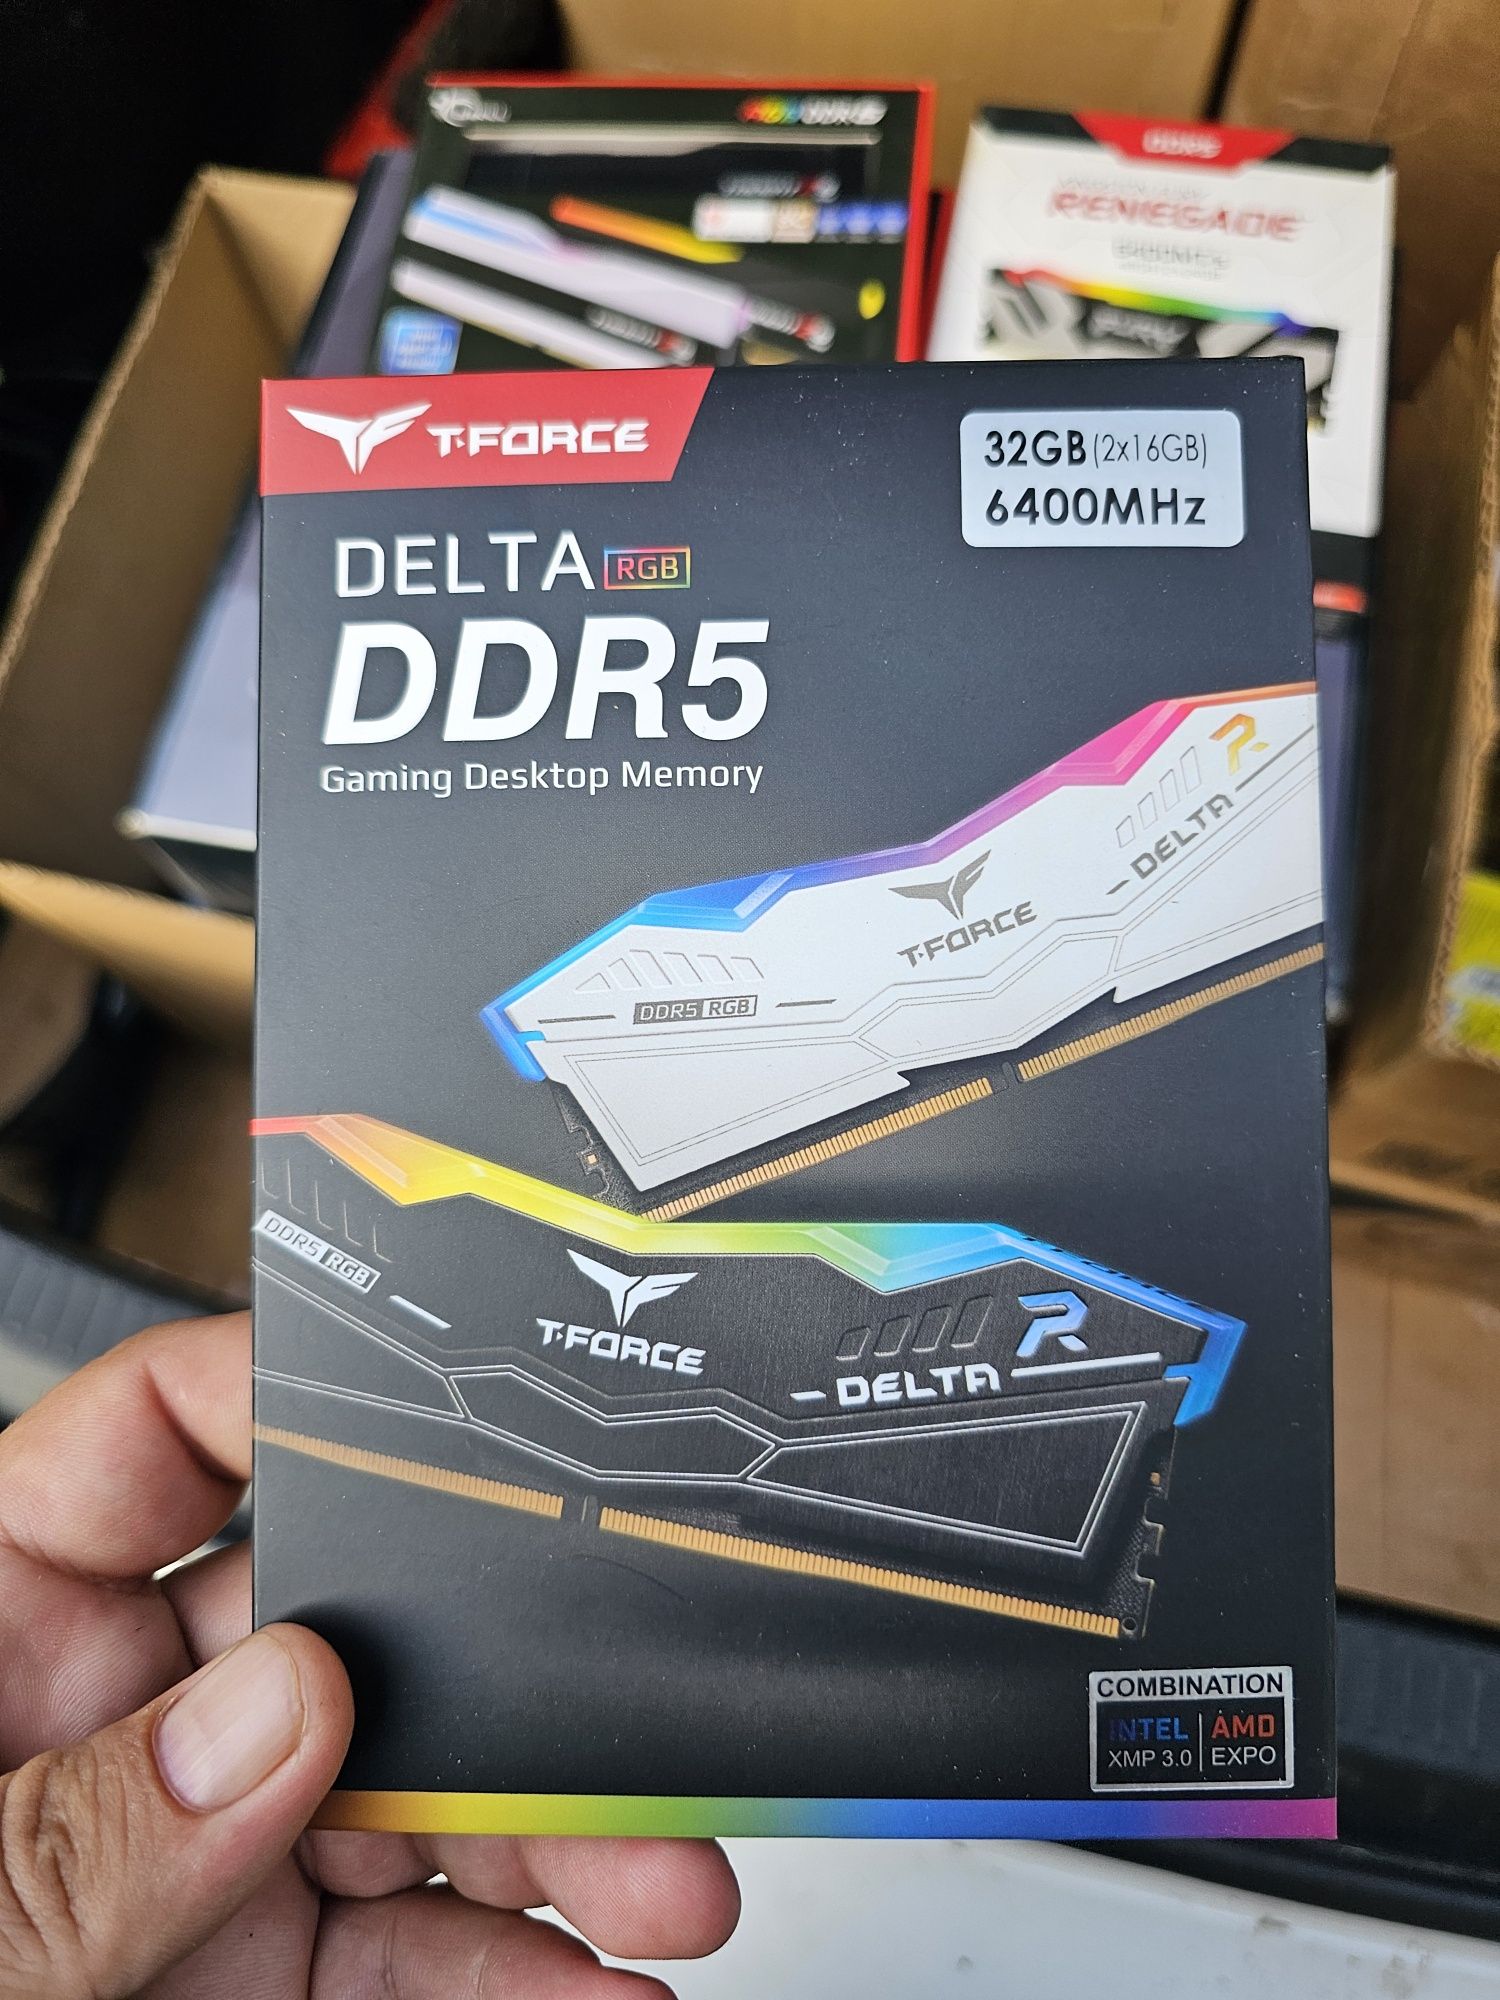 DDR5
RENEGADE
T-FORCE
32GB (2x16GB)
6400MHz
DELTA RGB
DDR5
Gaming Desktop Memory
R
DELTA
T-FORCE
DDR5 RGB
DDR5 RGB
T-FORCE
R
DELTA
COMBINATION
INTEL | AMD
XMP 3.0 | EXPO